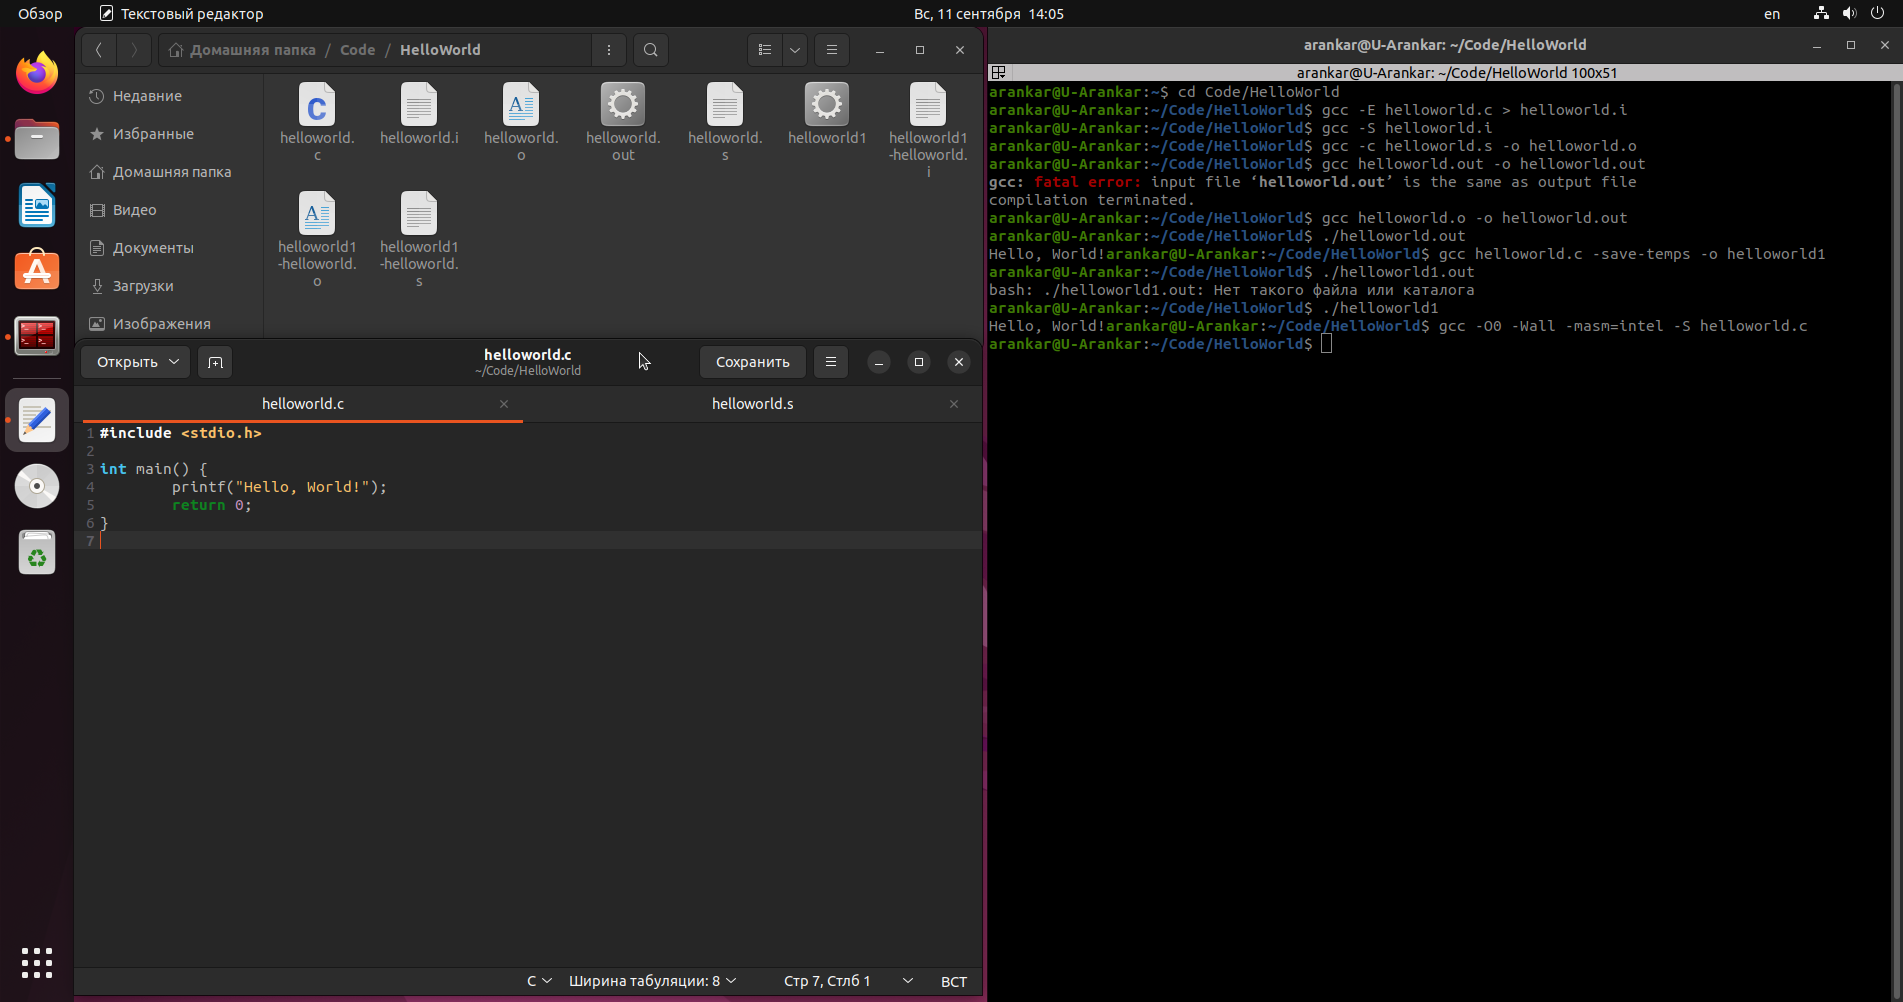 Обзор
Текстовый редактор
Вс, 11 сентября 14:05
en
Домашняя папка / Code / HelloWorld
Недавние
Избранные
Домашняя папка
Видео
Документы
Загрузки
Изображения
helloworld.
c
helloworld.i
helloworld.
o
helloworld.
out
helloworld.
s
helloworld1
helloworld1
-helloworld.
i
helloworld1
-helloworld.
o
helloworld1
-helloworld.
s
Открыть
helloworld.c
~/Code/HelloWorld
Сохранить
helloworld.c
helloworld.s
1 #include <stdio.h>
2
3 int main() {
4 printf("Hello, World!");
5 return 0;
6 }
7
C
Ширина табуляции: 8
Стр 7, Стлб 1
ВСТ
arankar@U-Arankar: ~/Code/HelloWorld
arankar@U-Arankar: ~/Code/HelloWorld 100x51
arankar@U-Arankar:~$ cd Code/HelloWorld
arankar@U-Arankar:~/Code/HelloWorld$ gcc -E helloworld.c > helloworld.i
arankar@U-Arankar:~/Code/HelloWorld$ gcc -S helloworld.i
arankar@U-Arankar:~/Code/HelloWorld$ gcc -c helloworld.s -o helloworld.o
arankar@U-Arankar:~/Code/HelloWorld$ gcc helloworld.out -o helloworld.out
gcc: fatal error: input file ‘helloworld.out’ is the same as output file
compilation terminated.
arankar@U-Arankar:~/Code/HelloWorld$ gcc helloworld.o -o helloworld.out
arankar@U-Arankar:~/Code/HelloWorld$ ./helloworld.out
Hello, World!arankar@U-Arankar:~/Code/HelloWorld$ gcc helloworld.c -save-temps -o helloworld1
arankar@U-Arankar:~/Code/HelloWorld$ ./helloworld1.out
bash: ./helloworld1.out: Нет такого файла или каталога
arankar@U-Arankar:~/Code/HelloWorld$ ./helloworld1
Hello, World!arankar@U-Arankar:~/Code/HelloWorld$ gcc -O0 -Wall -masm=intel -S helloworld.c
arankar@U-Arankar:~/Code/HelloWorld$